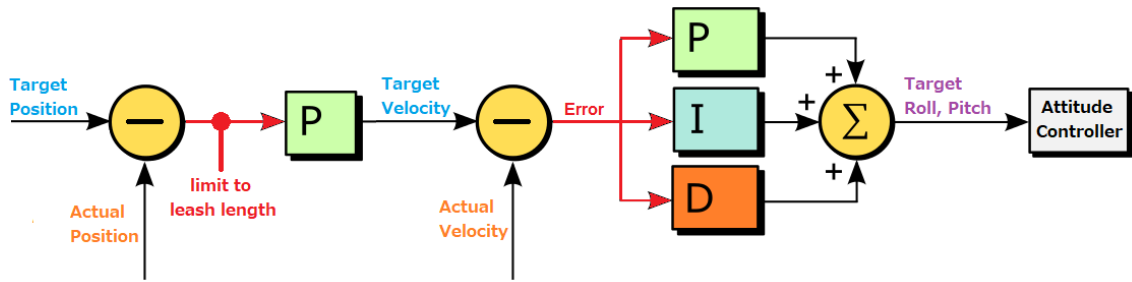 Target
Position
−
limit to
leash length
Actual
Position
P
Target
Velocity
−
Actual
Velocity
Error
P
I
D
+
+
+
Σ
Target
Roll, Pitch
Attitude
Controller